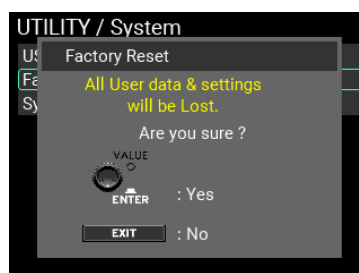 UTILITY / System
Factory Reset
All User data & settings
will be Lost.
Are you sure ?
VALUE
ENTER : Yes
EXIT : No